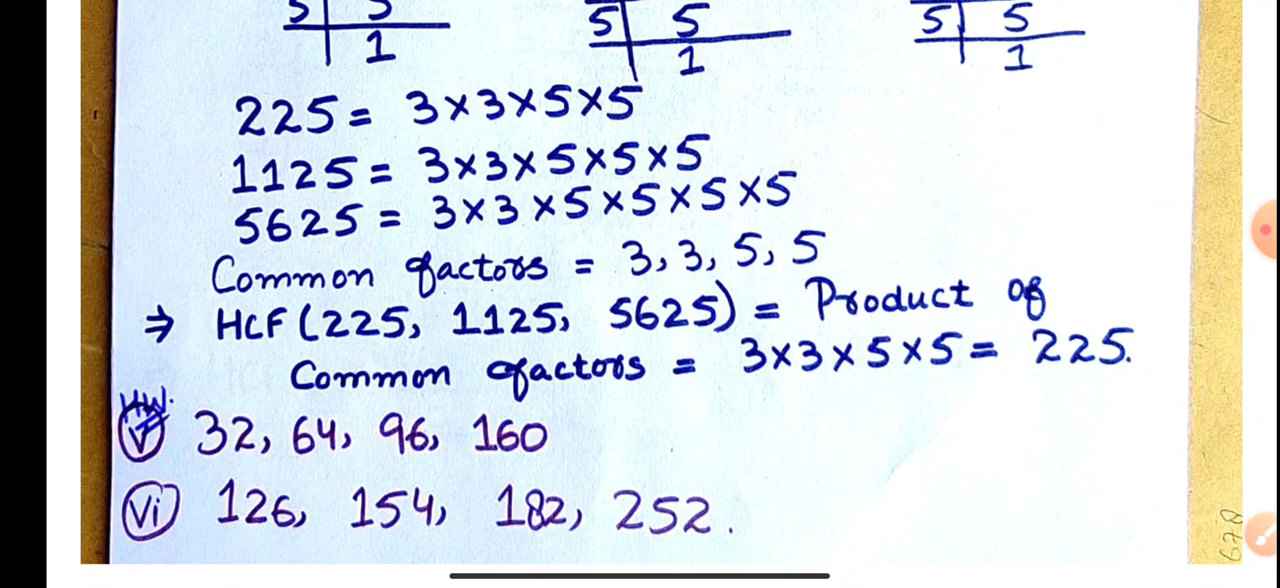 5 | 5 5 | 5 5 | 5
1 1 1
225 = 3×3×5×5
1125 = 3×3×5×5×5
5625 = 3×3×5×5×5×5
Common factors = 3, 3, 5, 5
⇒ HCF (225, 1125, 5625) = Product of
Common factors = 3×3×5×5 = 225.
HW.
(v) 32, 64, 96, 160
(vi) 126, 154, 182, 252.
678